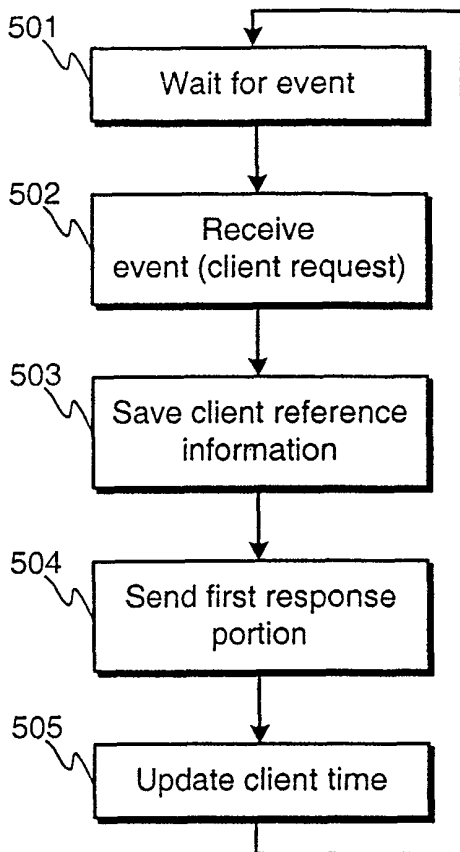 501
Wait for event
502
Receive
event (client request)
503
Save client reference
information
504
Send first response
portion
505
Update client time